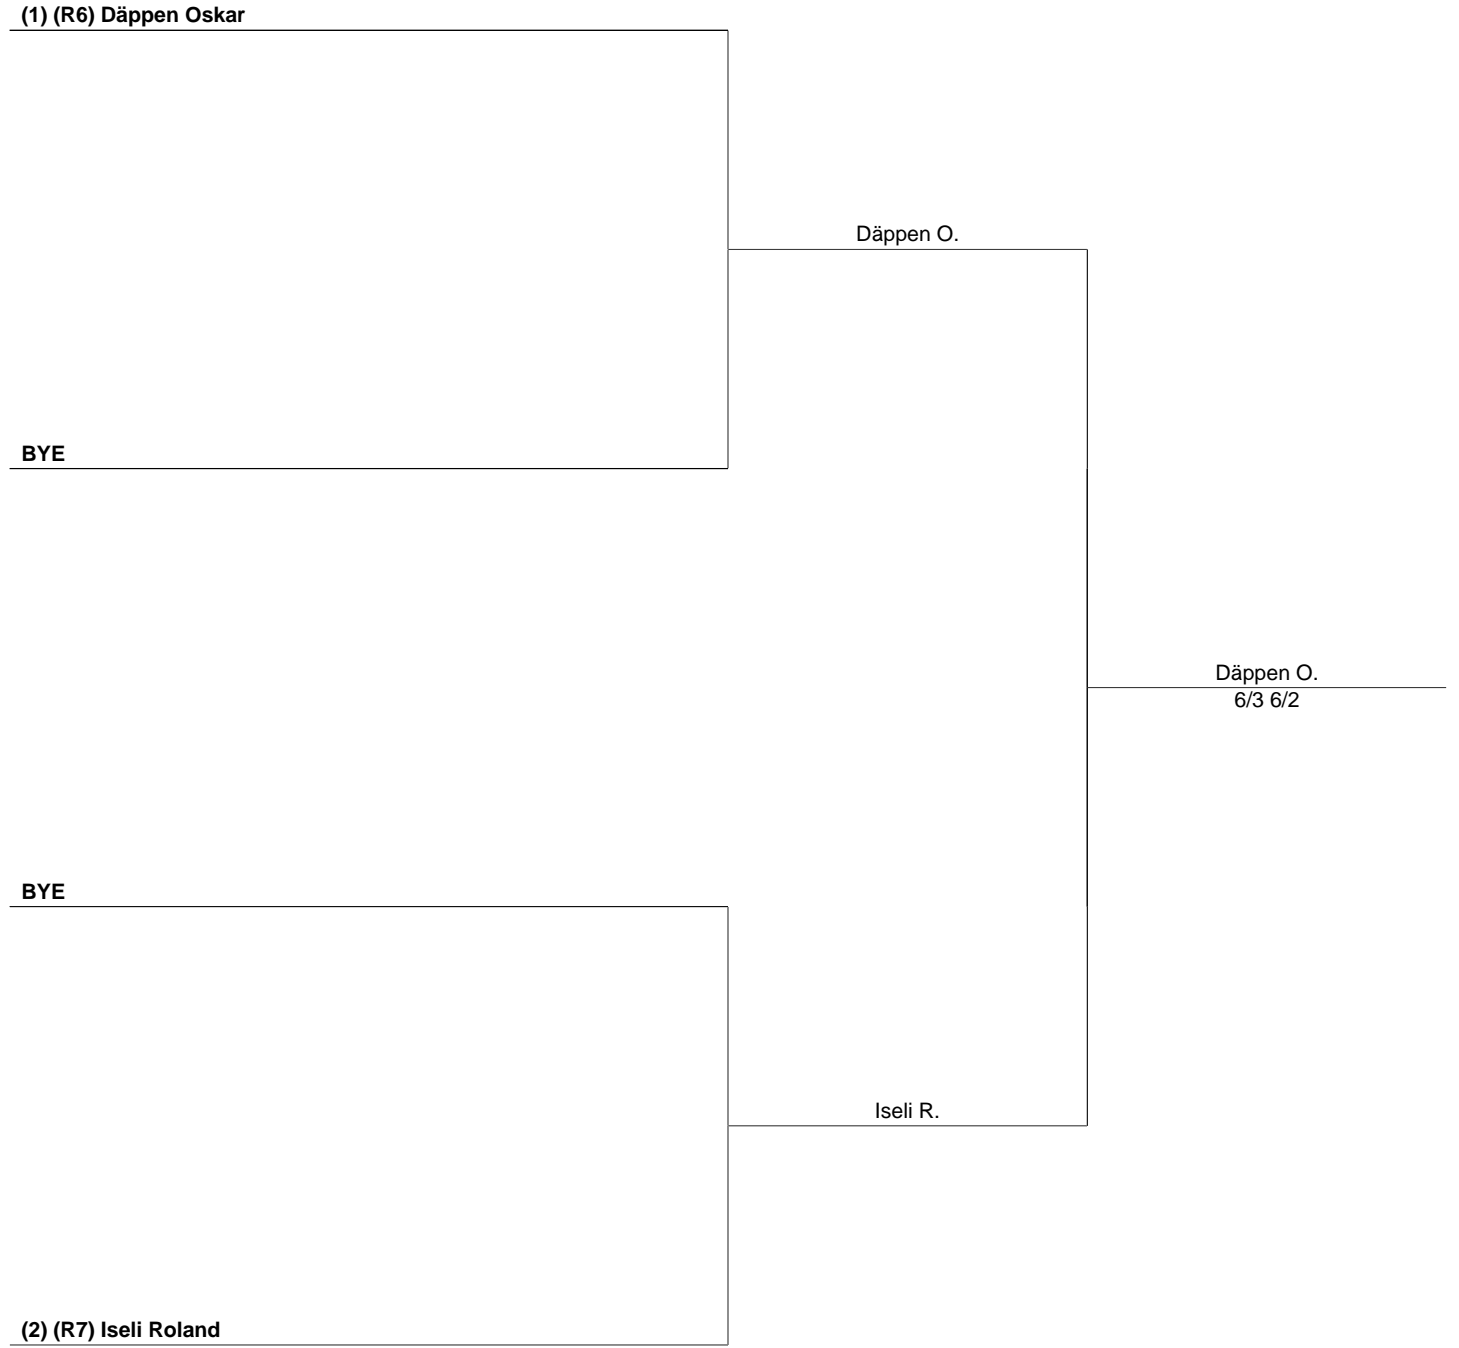 (1) (R6) Däppen Oskar
Däppen O.
BYE
Däppen O.
6/3 6/2
BYE
Iseli R.
(2) (R7) Iseli Roland